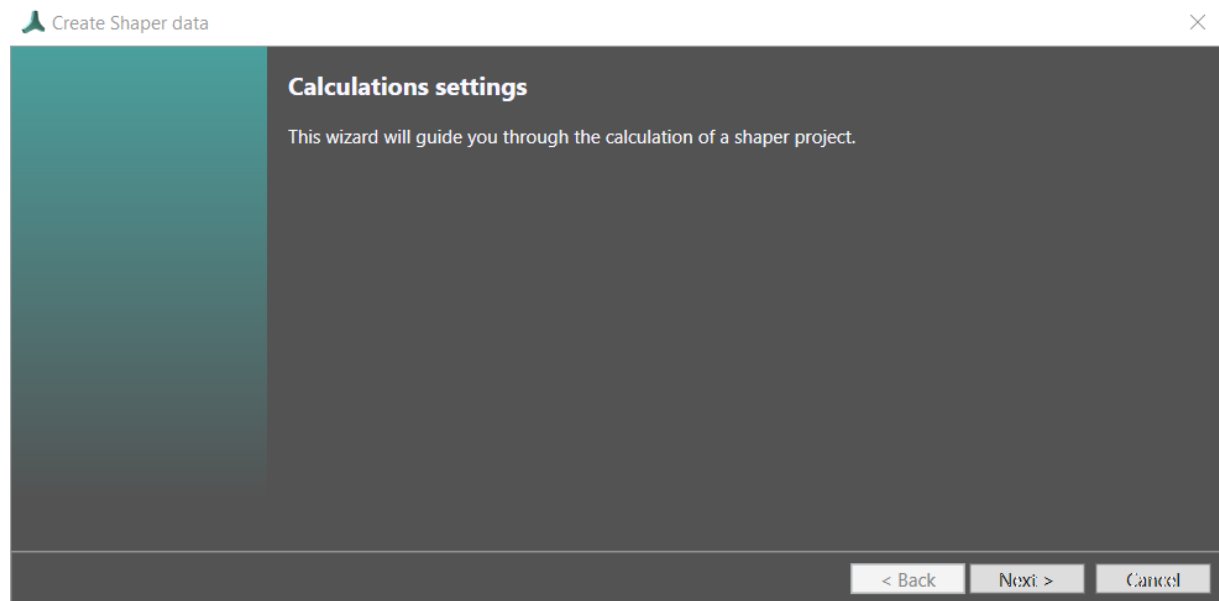 Create Shaper data
Calculations settings
This wizard will guide you through the calculation of a shaper project.
< Back Next > Cancel